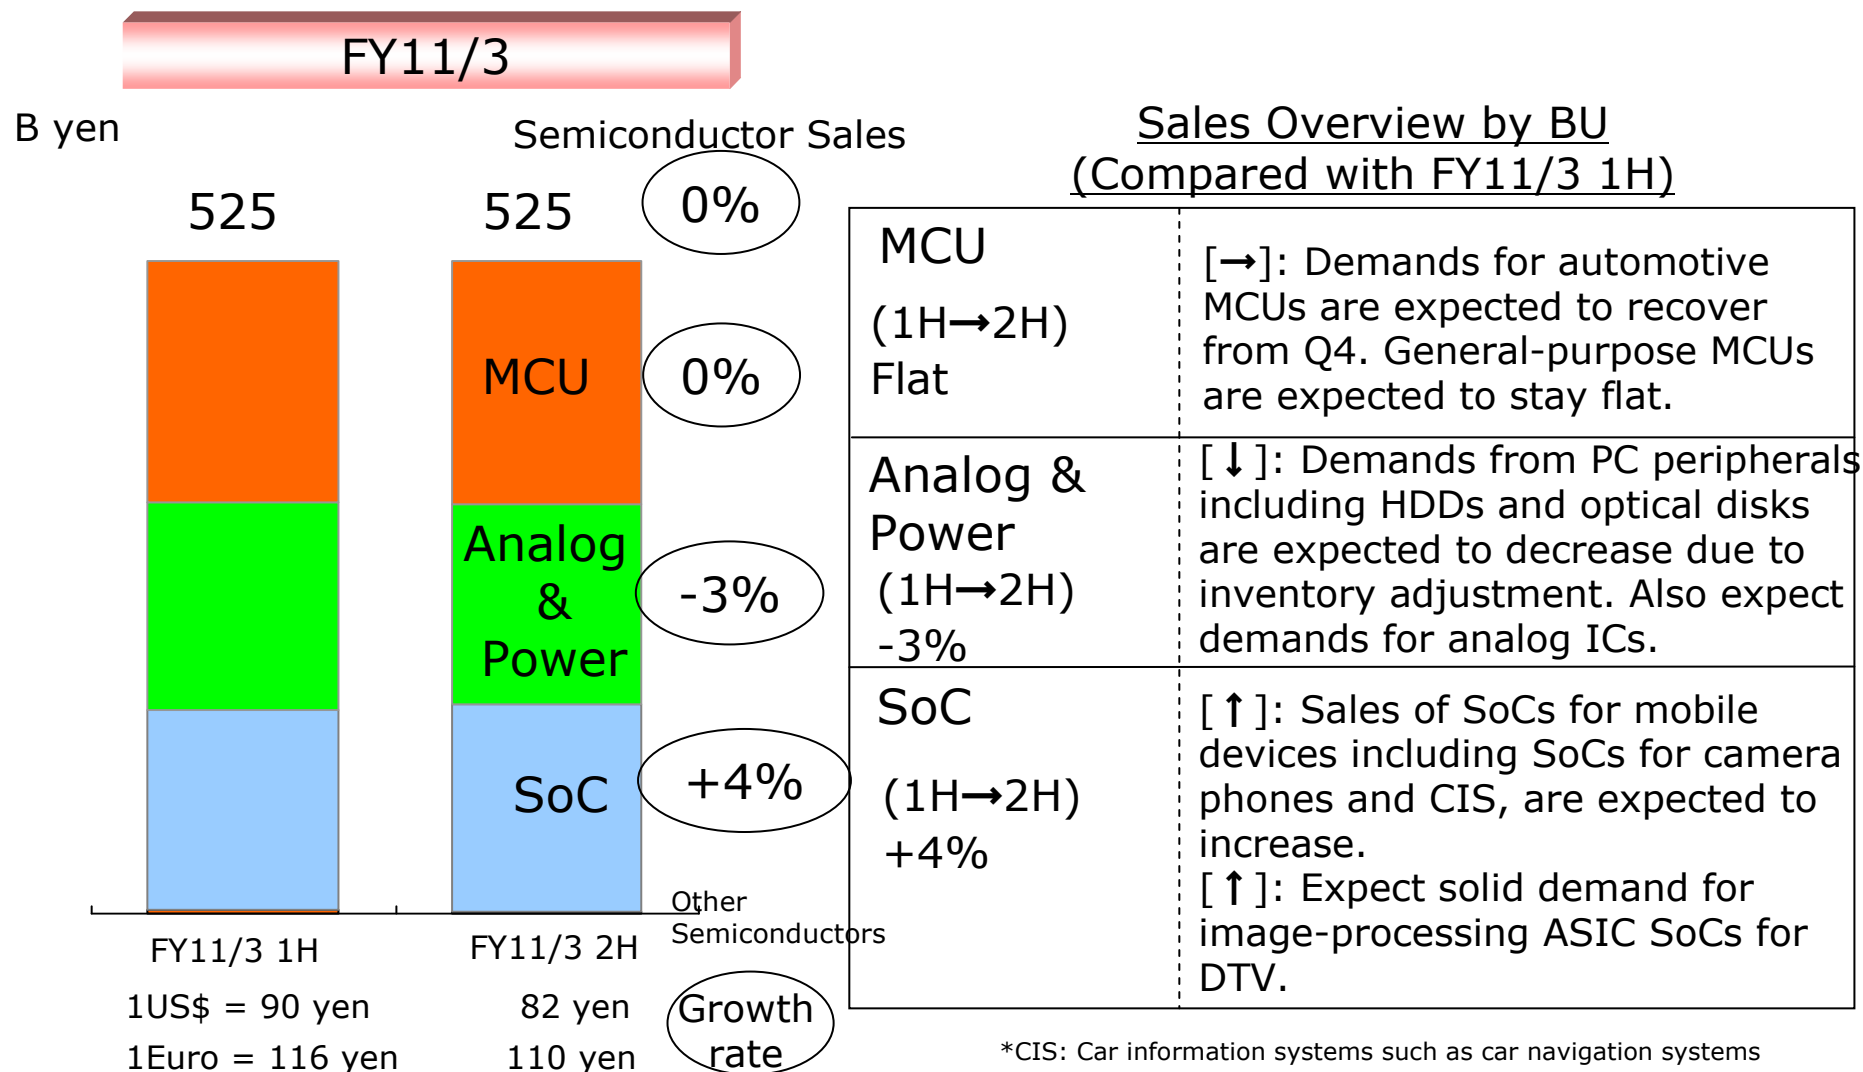 FY11/3
B yen
Semiconductor Sales
525
525
0%
MCU
0%
Analog
&
Power
-3%
SoC
+4%
Other
Semiconductors
FY11/3 1H
FY11/3 2H
1US$ = 90 yen
82 yen
1Euro = 116 yen
110 yen
Growth
rate
Sales Overview by BU
(Compared with FY11/3 1H)
MCU
(1H→2H)
Flat
[→]: Demands for automotive
MCUs are expected to recover
from Q4. General-purpose MCUs
are expected to stay flat.
Analog &
Power
(1H→2H)
-3%
[↓]: Demands from PC peripherals
including HDDs and optical disks
are expected to decrease due to
inventory adjustment. Also expect
demands for analog ICs.
SoC
(1H→2H)
+4%
[↑]: Sales of SoCs for mobile
devices including SoCs for camera
phones and CIS, are expected to
increase.
[↑]: Expect solid demand for
image-processing ASIC SoCs for
DTV.
*CIS: Car information systems such as car navigation systems